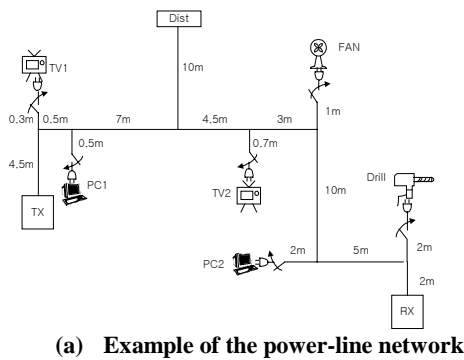 Dist
TV1
FAN
10m
0.3m
0.5m
7m
4.5m
3m
1m
4.5m
0.5m
0.7m
PC1
TV2
TX
10m
Drill
PC2
2m
5m
2m
2m
RX
(a) Example of the power-line network